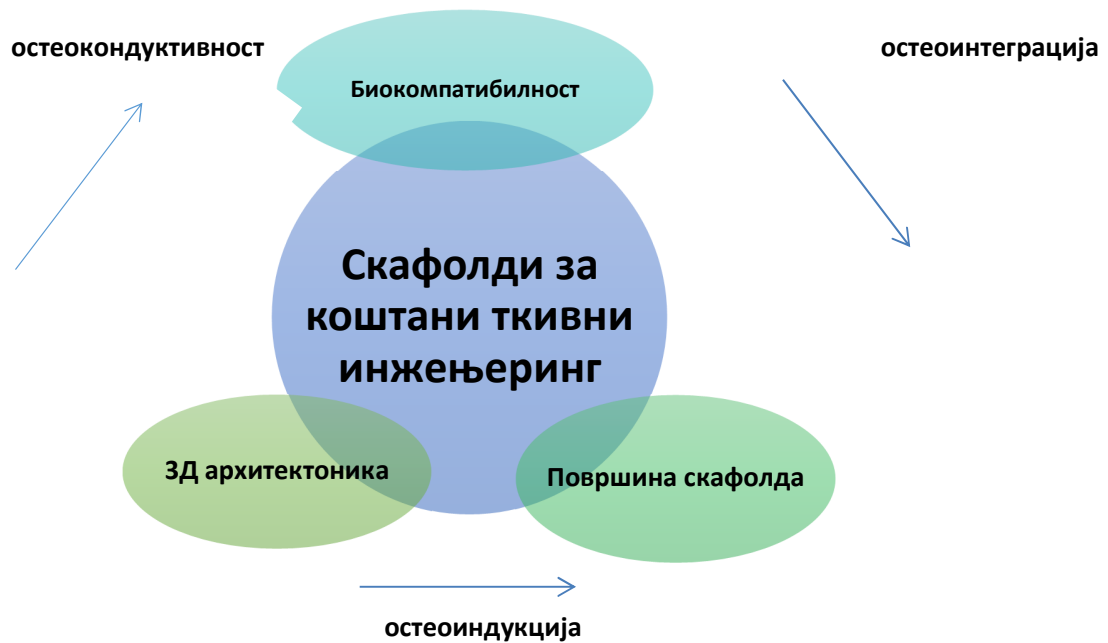 остеокондуктивност
остеоинтеграција
Биокомпатибилност
Скафолди за
коштани ткивни
инжењеринг
3Д архитектоника
Површина скафолда
остеоиндукција